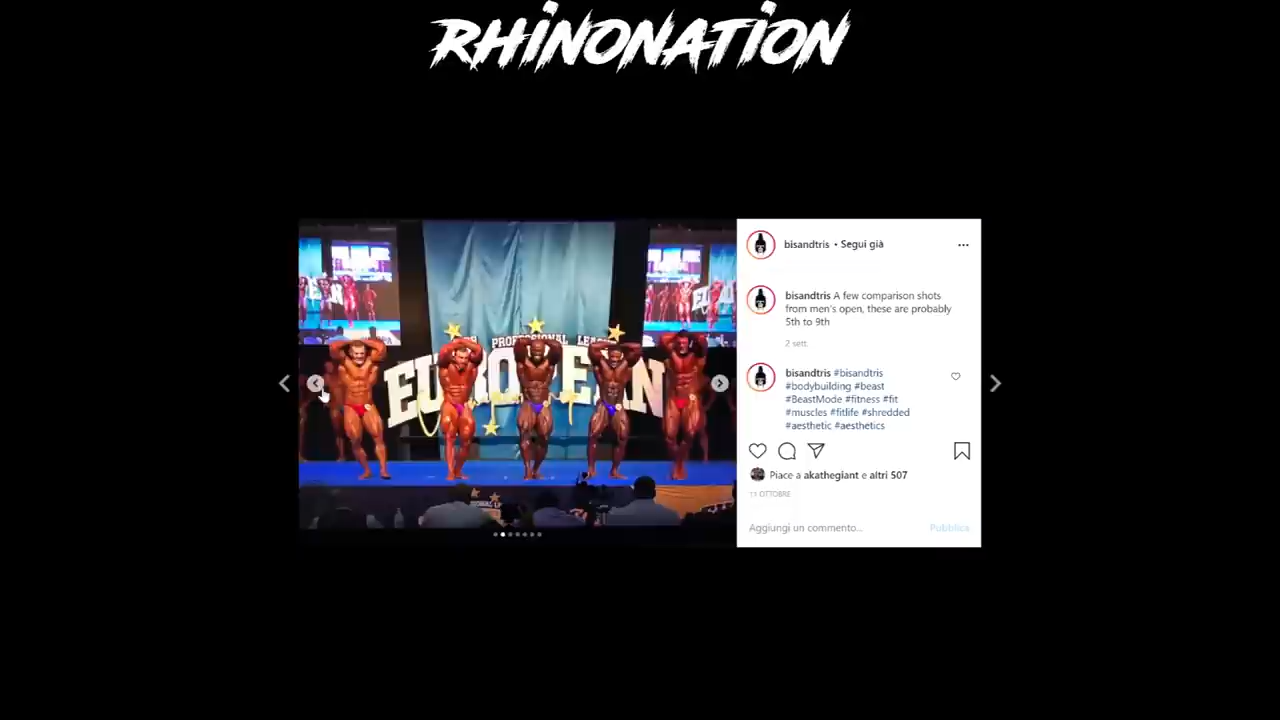 RHINONATION
PROFESSIONAL LEAGUE
EUROPEAN
bisandtris • Segui già
bisandtris A few comparison shots
from men's open, these are probably
5th to 9th
2 sett.
bisandtris #bisandtris
#bodybuilding #beast
#BeastMode #fitness #fit
#muscles #fitlife #shredded
#aesthetic #aesthetics
Piace a akathegiant e altri 507
11 OTTOBRE
Aggiungi un commento...
Pubblica